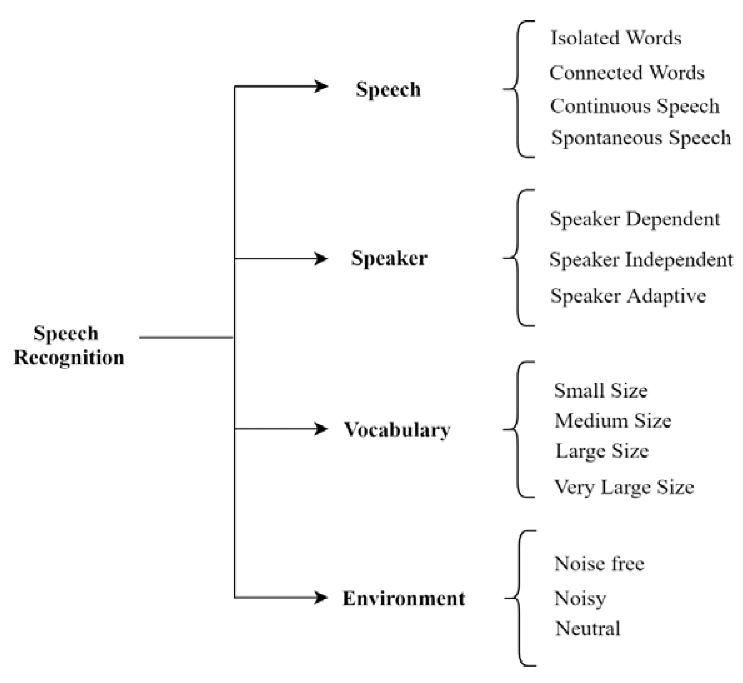 Speech
Recognition
Speech
Isolated Words
Connected Words
Continuous Speech
Spontaneous Speech
Speaker
Speaker Dependent
Speaker Independent
Speaker Adaptive
Vocabulary
Small Size
Medium Size
Large Size
Very Large Size
Environment
Noise free
Noisy
Neutral